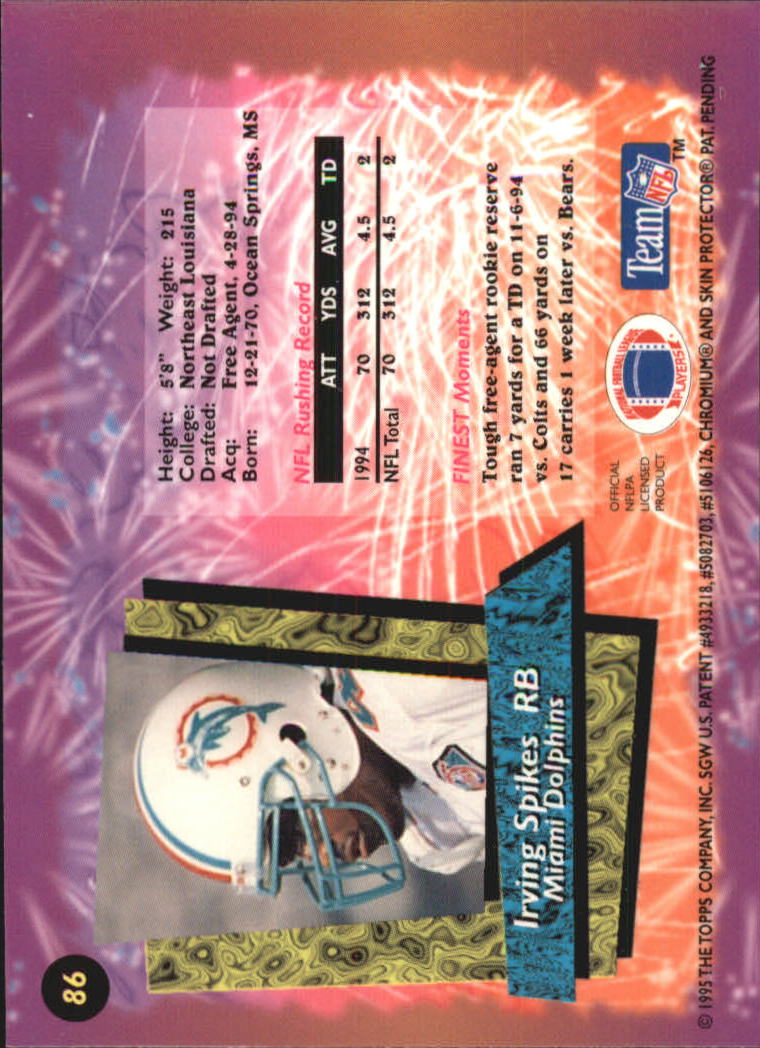 86
Irving Spikes RB
Miami Dolphins
Height: 5'8" Weight: 215
College: Northeast Louisiana
Drafted: Not Drafted
Acq: Free Agent, 4-28-94
Born: 12-21-70, Ocean Springs, MS
NFL Rushing Record
ATT YDS AVG TD
1994 70 312 4.5 2
NFL Total 70 312 4.5 2
FINEST Moments
Tough free-agent rookie reserve
ran 7 yards for a TD on 11-6-94
vs. Colts and 66 yards on
17 carries 1 week later vs. Bears.
OFFICIAL
NFLPA
LICENSED
PRODUCT
NATIONAL FOOTBALL LEAGUE
PLAYERS
Team NFL ™
© 1995 THE TOPPS COMPANY, INC. SGW U.S. PATENT #4933218, #5082703, #5106126, CHROMIUM® AND SKIN PROTECTOR® PAT. PENDING